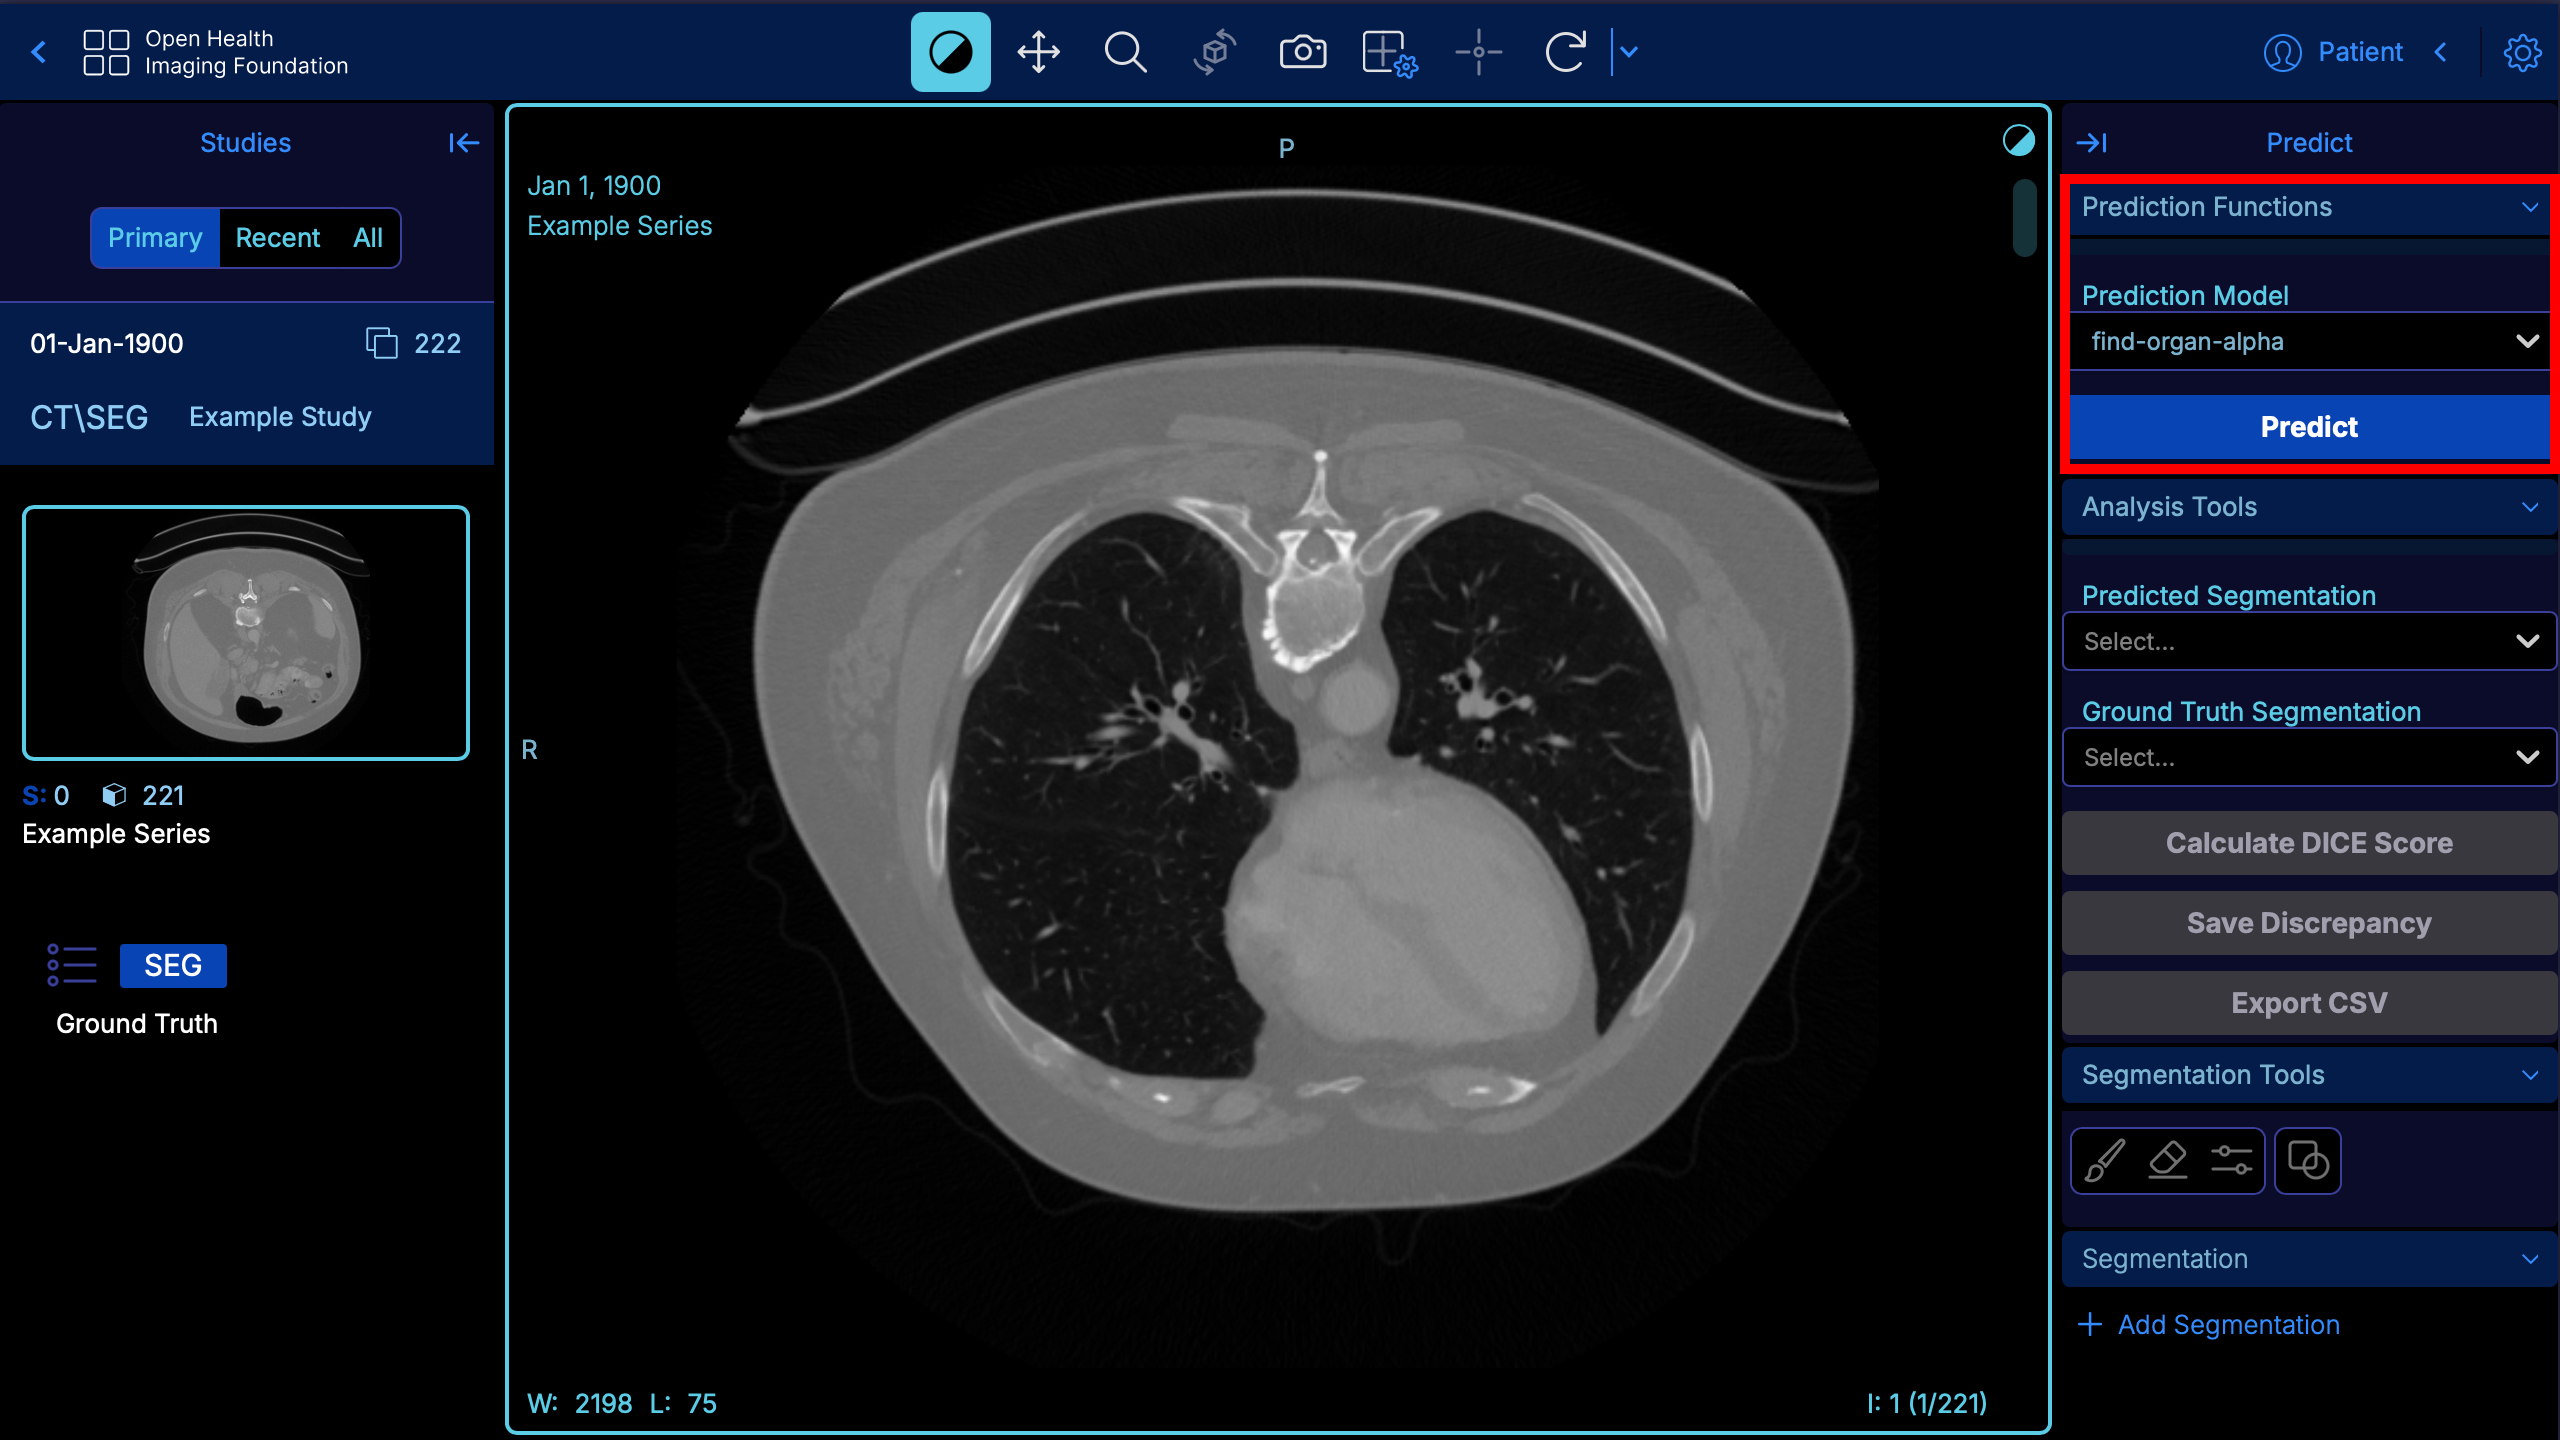 Open Health
Imaging Foundation
Patient
Studies
Primary Recent All
01-Jan-1900 222
CT\SEG Example Study
S: 0 221
Example Series
SEG
Ground Truth
P
Jan 1, 1900
Example Series
R
W: 2198 L: 75
I: 1 (1/221)
Predict
Prediction Functions
Prediction Model
find-organ-alpha
Predict
Analysis Tools
Predicted Segmentation
Select...
Ground Truth Segmentation
Select...
Calculate DICE Score
Save Discrepancy
Export CSV
Segmentation Tools
Segmentation
Add Segmentation